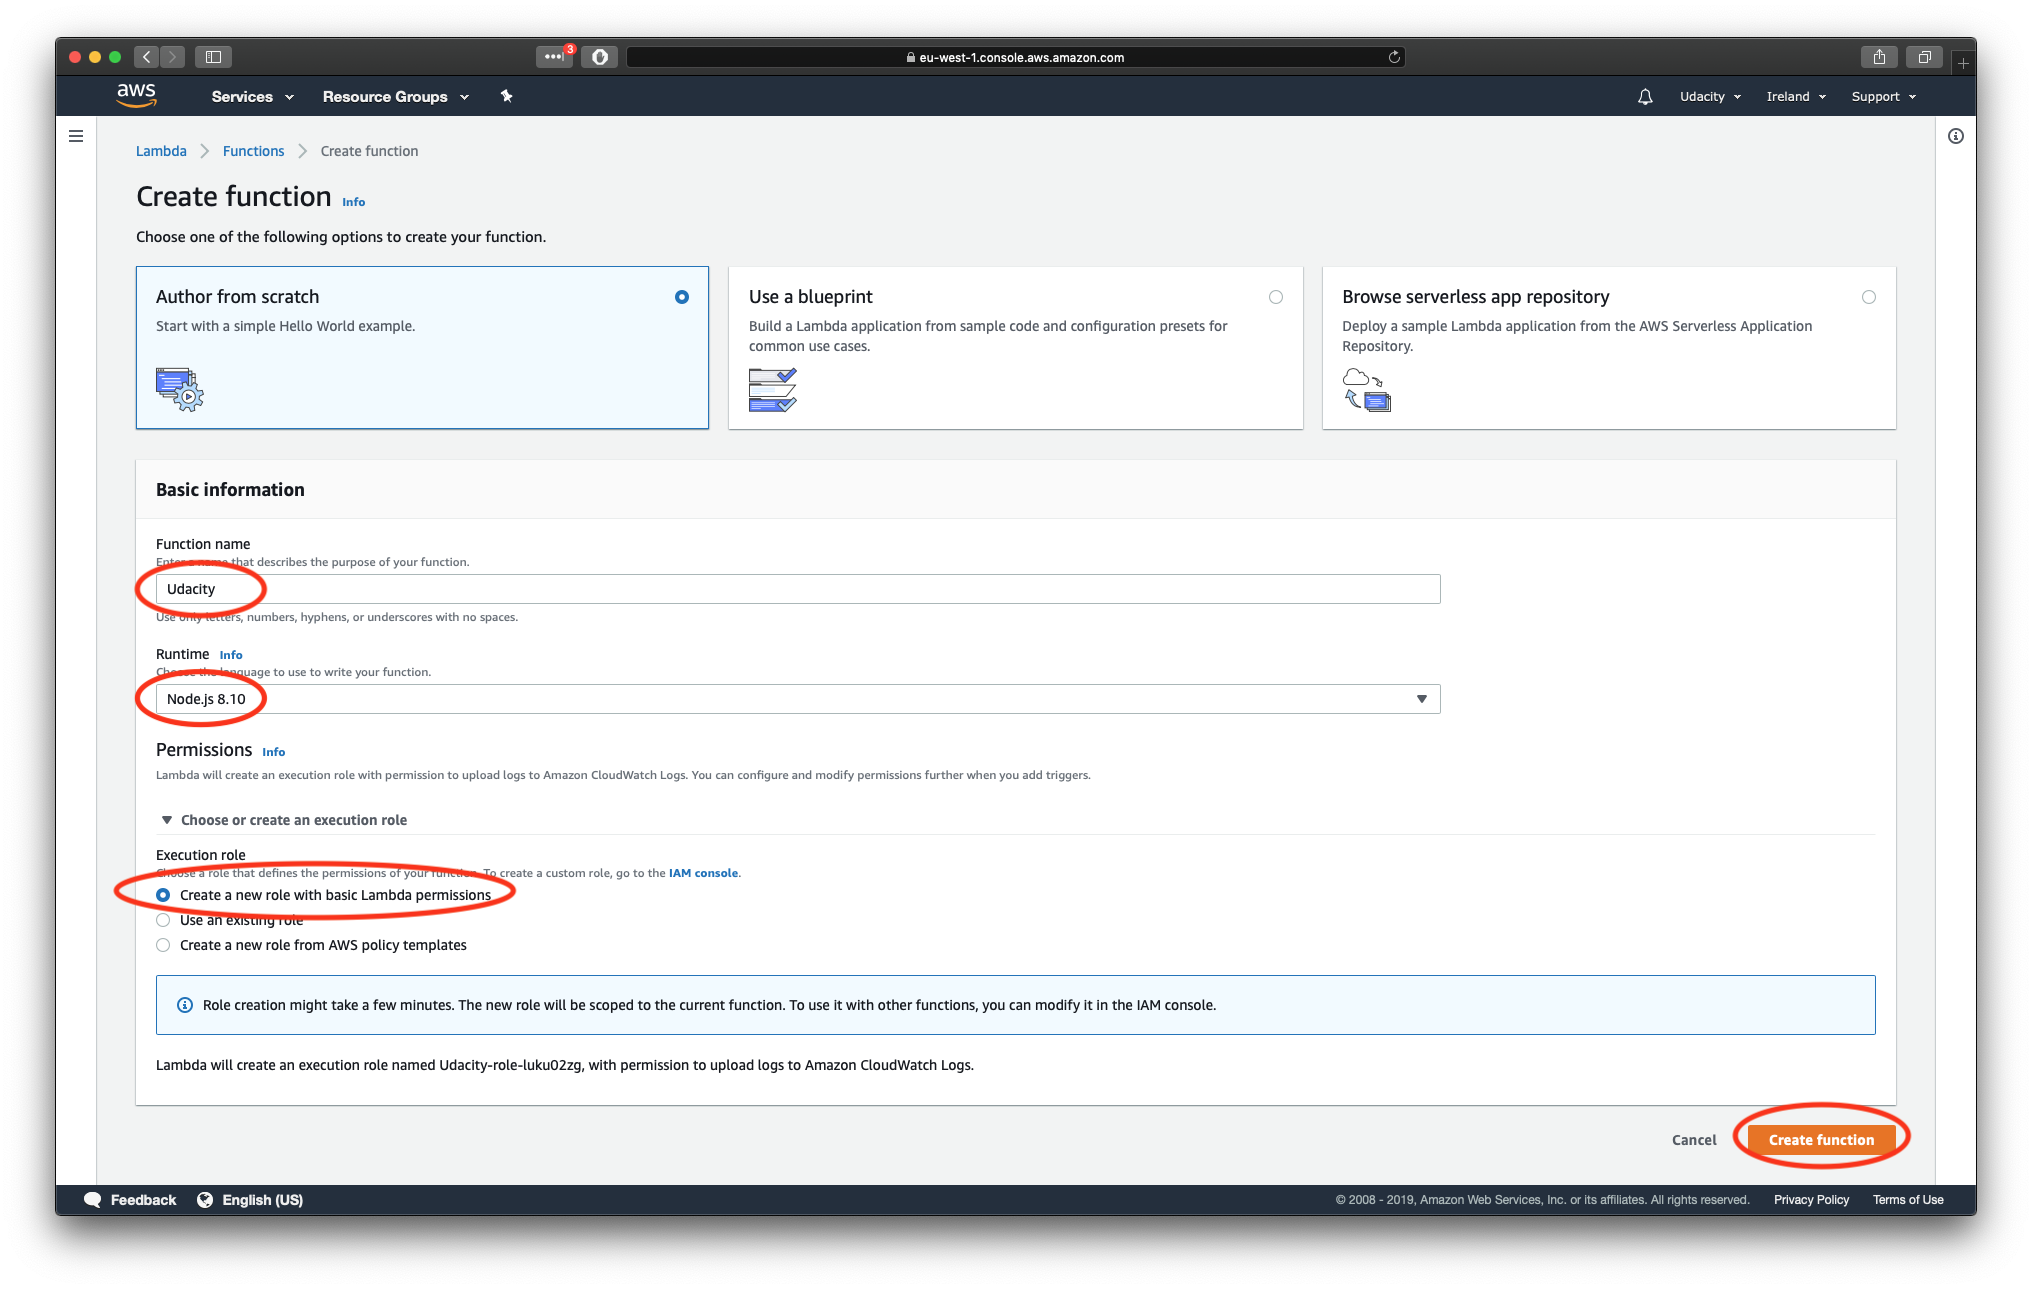 3
eu-west-1.console.aws.amazon.com
aws Services Resource Groups Udacity Ireland Support
Lambda Functions Create function
Create function Info
Choose one of the following options to create your function.
Author from scratch
Start with a simple Hello World example.
Use a blueprint
Build a Lambda application from sample code and configuration presets for
common use cases.
Browse serverless app repository
Deploy a sample Lambda application from the AWS Serverless Application
Repository.
Basic information
Function name
Enter a name that describes the purpose of your function.
Udacity
Use only letters, numbers, hyphens, or underscores with no spaces.
Runtime Info
Choose the language to use to write your function.
Node.js 8.10
Permissions Info
Lambda will create an execution role with permission to upload logs to Amazon CloudWatch Logs. You can configure and modify permissions further when you add triggers.
Choose or create an execution role
Execution role
Choose a role that defines the permissions of your function. To create a custom role, go to the IAM console.
Create a new role with basic Lambda permissions
Use an existing role
Create a new role from AWS policy templates
Role creation might take a few minutes. The new role will be scoped to the current function. To use it with other functions, you can modify it in the IAM console.
Lambda will create an execution role named Udacity-role-luku02zg, with permission to upload logs to Amazon CloudWatch Logs.
Cancel Create function
Feedback English (US) © 2008 - 2019, Amazon Web Services, Inc. or its affiliates. All rights reserved. Privacy Policy Terms of Use